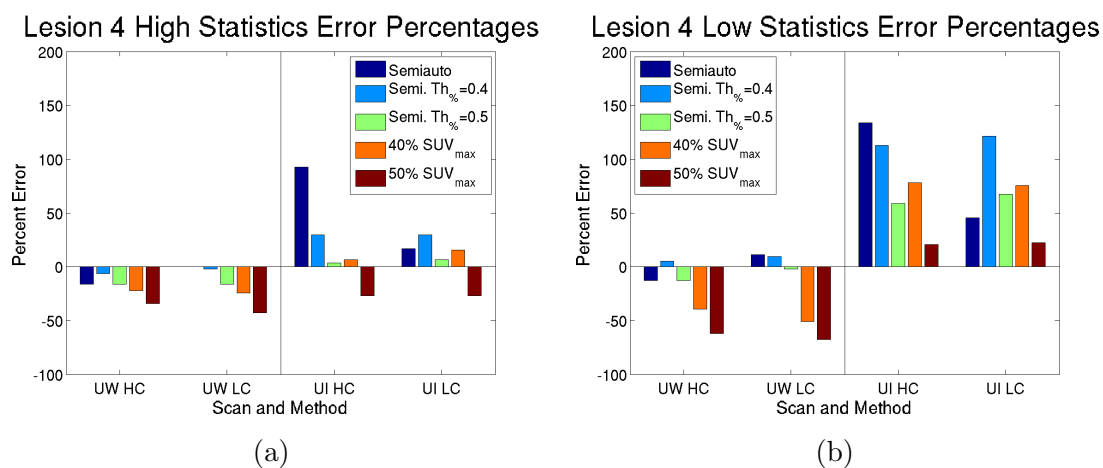 Lesion 4 High Statistics Error Percentages
200
150
100
50
0
-50
-100
Percent Error
Semiauto
Semi. Th%=0.4
Semi. Th%=0.5
40% SUVmax
50% SUVmax
UW HC UW LC UI HC UI LC
Scan and Method
(a)
Lesion 4 Low Statistics Error Percentages
200
150
100
50
0
-50
-100
Percent Error
Semiauto
Semi. Th%=0.4
Semi. Th%=0.5
40% SUVmax
50% SUVmax
UW HC UW LC UI HC UI LC
Scan and Method
(b)